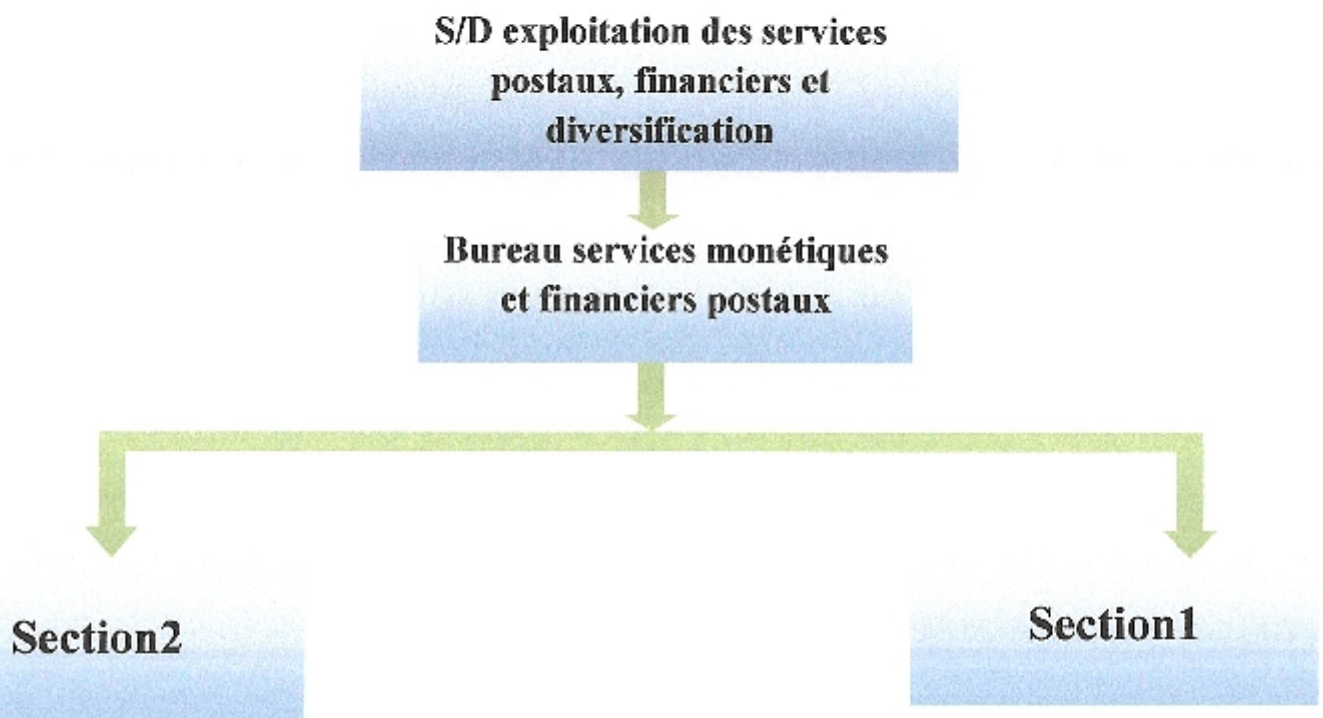 S/D exploitation des services
postaux, financiers et
diversification
Bureau services monétiques
et financiers postaux
Section2
Section1